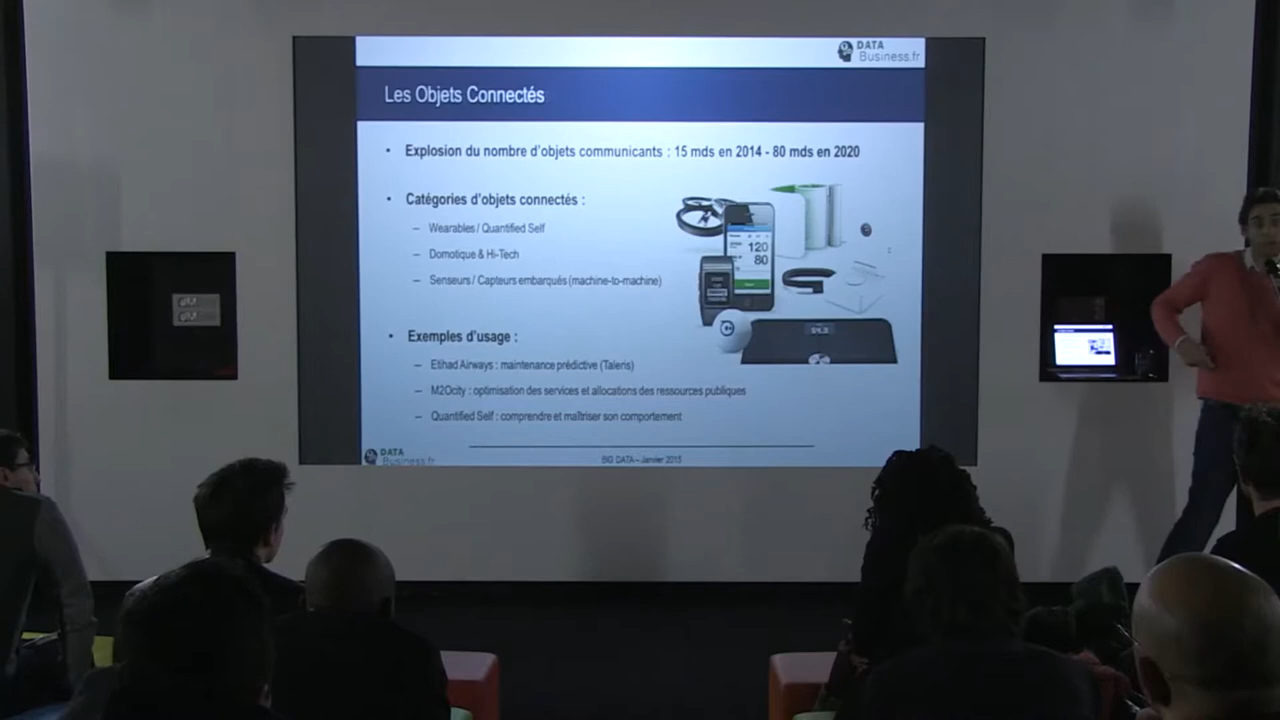 DATA
Business.fr
Les Objets Connectés
• Explosion du nombre d'objets communicants : 15 mds en 2014 - 80 mds en 2020
• Catégories d'objets connectés :
– Wearables / Quantified Self
– Domotique & Hi-Tech
– Senseurs / Capteurs embarqués (machine-to-machine)
120
80
• Exemples d'usage :
– Etihad Airways : maintenance prédictive (Taleris)
– M2Ocity : optimisation des services et allocations des ressources publiques
– Quantified Self : comprendre et maîtriser son comportement
DATA
Business.fr
BIG DATA – Janvier 2015